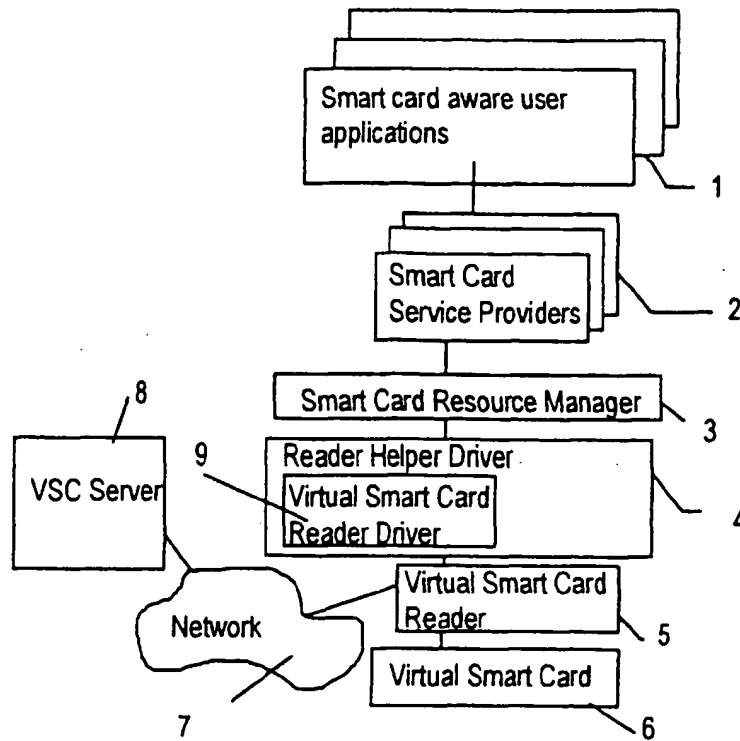 Smart card aware user
applications
1
Smart Card
Service Providers
2
8
Smart Card Resource Manager
3
9
Reader Helper Driver
VSC Server
Virtual Smart Card
Reader Driver
4
Virtual Smart Card
Reader
5
Network
Virtual Smart Card
7
6